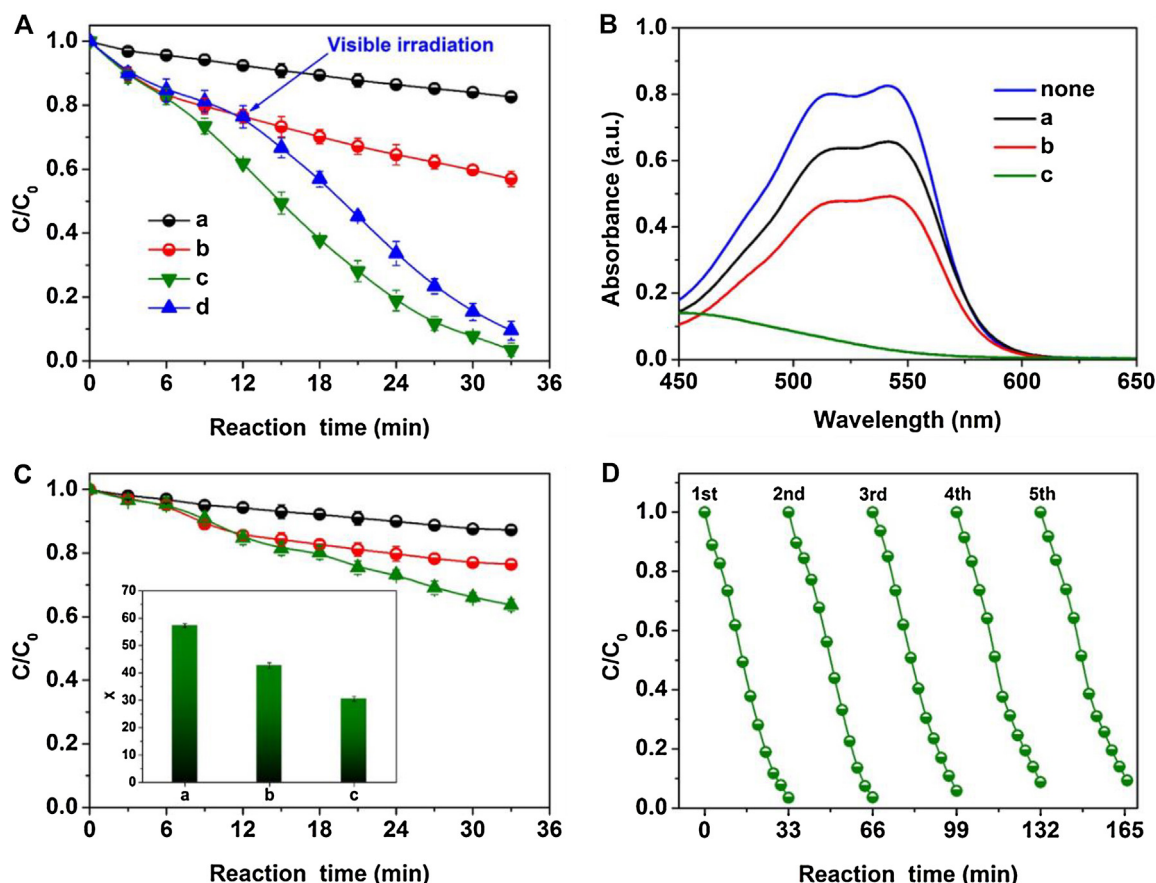 A
Visible irradiation
C/C0
1.0
0.8
0.6
0.4
0.2
0.0
a
b
c
d
0 6 12 18 24 30 36
Reaction time (min)
B
Absorbance (a.u.)
1.0
0.8
0.6
0.4
0.2
0.0
none
a
b
c
450 500 550 600 650
Wavelength (nm)
C
C/C0
1.0
0.8
0.6
0.4
0.2
0.0
X
70
60
50
40
30
20
10
0
a b c
0 6 12 18 24 30 36
Reaction time (min)
D
1st 2nd 3rd 4th 5th
C/C0
1.0
0.8
0.6
0.4
0.2
0.0
0 33 66 99 132 165
Reaction time (min)